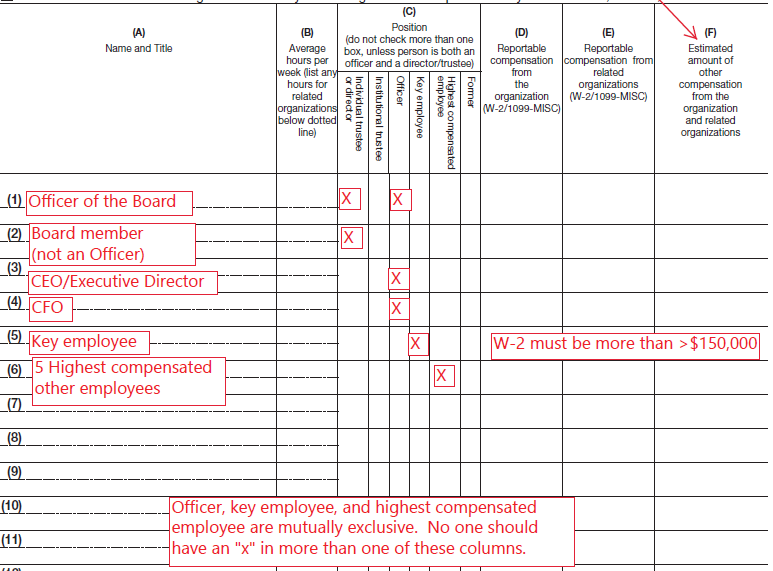 (A)
Name and Title
(B)
Average
hours per
week (list any
hours for
related
organizations
below dotted
line)
(C)
Position
(do not check more than one
box, unless person is both an
officer and a director/trustee)
Individual trustee
or director
Institutional trustee
Officer
Key employee
Highest compensated
employee
Former
(D)
Reportable
compensation
from
the
organization
(W-2/1099-MISC)
(E)
Reportable
compensation from
related
organizations
(W-2/1099-MISC)
(F)
Estimated
amount of
other
compensation
from the
organization
and related
organizations
(1) Officer of the Board X X
(2) Board member X
(not an Officer)
(3)
CEO/Executive Director X
(4) CFO X
(5) Key employee X W-2 must be more than >$150,000
(6) 5 Highest compensated X
other employees
(7)
(8)
(9)
(10) Officer, key employee, and highest compensated
employee are mutually exclusive. No one should
(11) have an "x" in more than one of these columns.